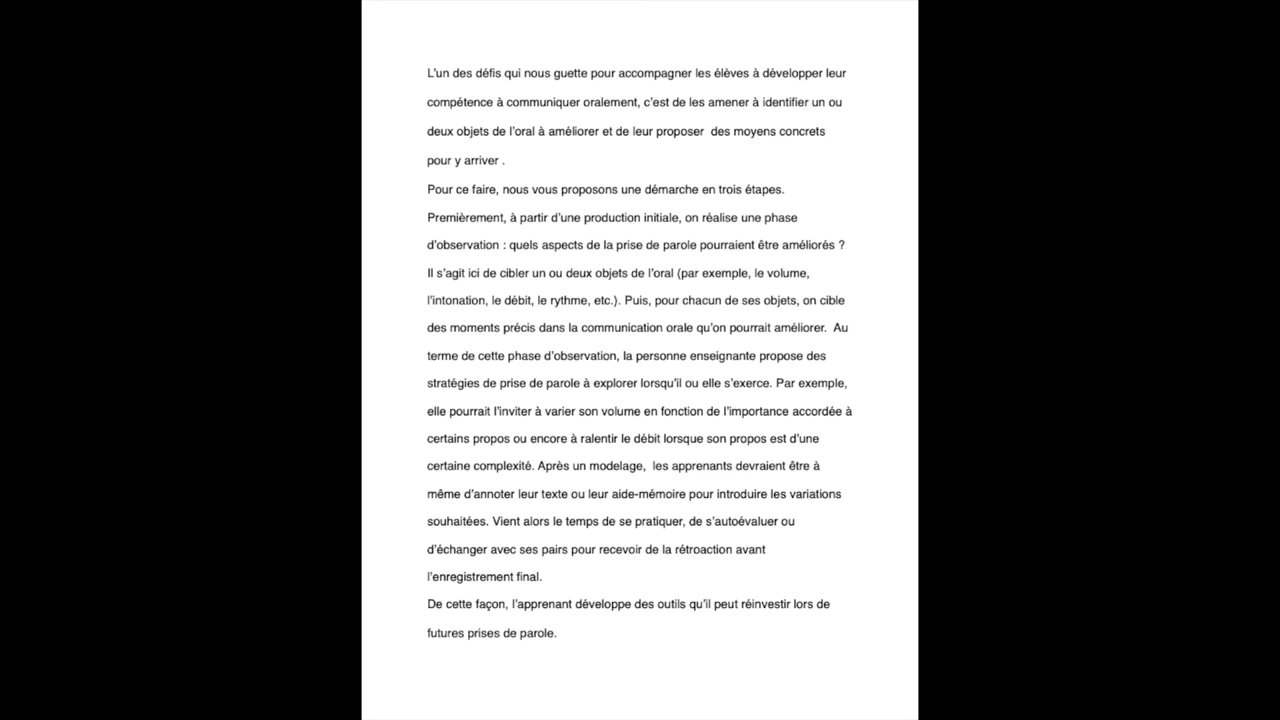 L’un des défis qui nous guette pour accompagner les élèves à développer leur
compétence à communiquer oralement, c’est de les amener à identifier un ou
deux objets de l’oral à améliorer et de leur proposer  des moyens concrets
pour y arriver .
Pour ce faire, nous vous proposons une démarche en trois étapes.
Premièrement, à partir d’une production initiale, on réalise une phase
d’observation : quels aspects de la prise de parole pourraient être améliorés ?
Il s’agit ici de cibler un ou deux objets de l’oral (par exemple, le volume,
l’intonation, le débit, le rythme, etc.). Puis, pour chacun de ses objets, on cible
des moments précis dans la communication orale qu’on pourrait améliorer.  Au
terme de cette phase d’observation, la personne enseignante propose des
stratégies de prise de parole à explorer lorsqu’il ou elle s’exerce. Par exemple,
elle pourrait l’inviter à varier son volume en fonction de l’importance accordée à
certains propos ou encore à ralentir le débit lorsque son propos est d’une
certaine complexité. Après un modelage,  les apprenants devraient être à
même d’annoter leur texte ou leur aide-mémoire pour introduire les variations
souhaitées. Vient alors le temps de se pratiquer, de s’autoévaluer ou
d’échanger avec ses pairs pour recevoir de la rétroaction avant
l’enregistrement final.
De cette façon, l’apprenant développe des outils qu’il peut réinvestir lors de
futures prises de parole.